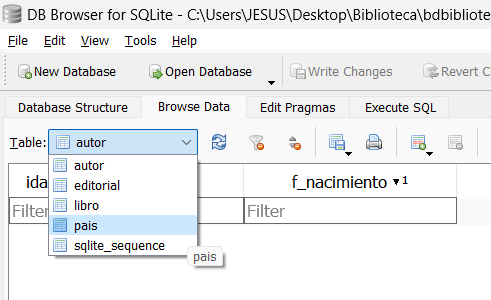 DB Browser for SQLite - C:\Users\JESUS\Desktop\Biblioteca\bdbibliote
File Edit View Tools Help
New Database Open Database Write Changes Revert C
Database Structure Browse Data Edit Pragmas Execute SQL
Table: autor
autor
editorial
libro
pais
sqlite_sequence
pais
ida f_nacimiento 1
Filter Filter